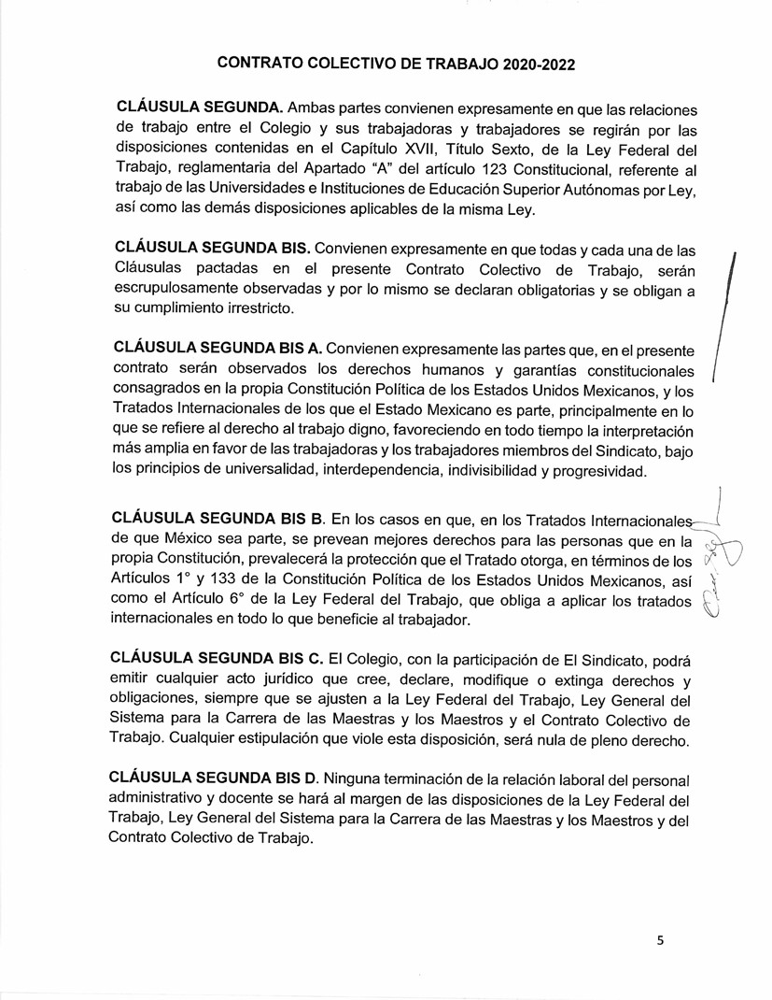 CONTRATO COLECTIVO DE TRABAJO 2020-2022
CLÁUSULA SEGUNDA. Ambas partes convienen expresamente en que las relaciones
de trabajo entre el Colegio y sus trabajadoras y trabajadores se regirán por las
disposiciones contenidas en el Capítulo XVII, Titulo Sexto, de la Ley Federal del
Trabajo, reglamentaria del Apartado “A” del artículo 123 Constitucional, referente al
trabajo de las Universidades e Instituciones de Educación Superior Autónomas por Ley,
así como las demás disposiciones aplicables de la misma Ley.
CLÁUSULA SEGUNDA BIS. Convienen expresamente en que todas y cada una de las
Cláusulas pactadas en el presente Contrato Colectivo de Trabajo, serán
escrupulosamente observadas y por lo mismo se declaran obligatorias y se obligan a
su cumplimiento irrestricto.
CLÁUSULA SEGUNDA BIS A. Convienen expresamente las partes que, en el presente
contrato serán observados los derechos humanos y garantías constitucionales
consagrados en la propia Constitución Política de los Estados Unidos Mexicanos, y los
Tratados Internacionales de los que el Estado Mexicano es parte, principalmente en lo
que se refiere al derecho al trabajo digno, favoreciendo en todo tiempo la interpretación
más amplia en favor de las trabajadoras y los trabajadores miembros del Sindicato, bajo
los principios de universalidad, interdependencia, indivisibilidad y progresividad.
CLÁUSULA SEGUNDA BIS B. En los casos en que, en los Tratados Internacionales
de que México sea parte, se prevean mejores derechos para las personas que en la
propia Constitución, prevalecerá la protección que el Tratado otorga, en términos de los
Artículos 1° y 133 de la Constitución Política de los Estados Unidos Mexicanos, así
como el Artículo 6° de la Ley Federal del Trabajo, que obliga a aplicar los tratados
internacionales en todo lo que beneficie al trabajador.
CLÁUSULA SEGUNDA BIS C. El Colegio, con la participación de El Sindicato, podrá
emitir cualquier acto jurídico que cree, declare, modifique o extinga derechos y
obligaciones, siempre que se ajusten a la Ley Federal del Trabajo, Ley General del
Sistema para la Carrera de las Maestras y los Maestros y el Contrato Colectivo de
Trabajo. Cualquier estipulación que viole esta disposición, será nula de pleno derecho.
CLÁUSULA SEGUNDA BIS D. Ninguna terminación de la relación laboral del personal
administrativo y docente se hará al margen de las disposiciones de la Ley Federal del
Trabajo, Ley General del Sistema para la Carrera de las Maestras y los Maestros y del
Contrato Colectivo de Trabajo.
5